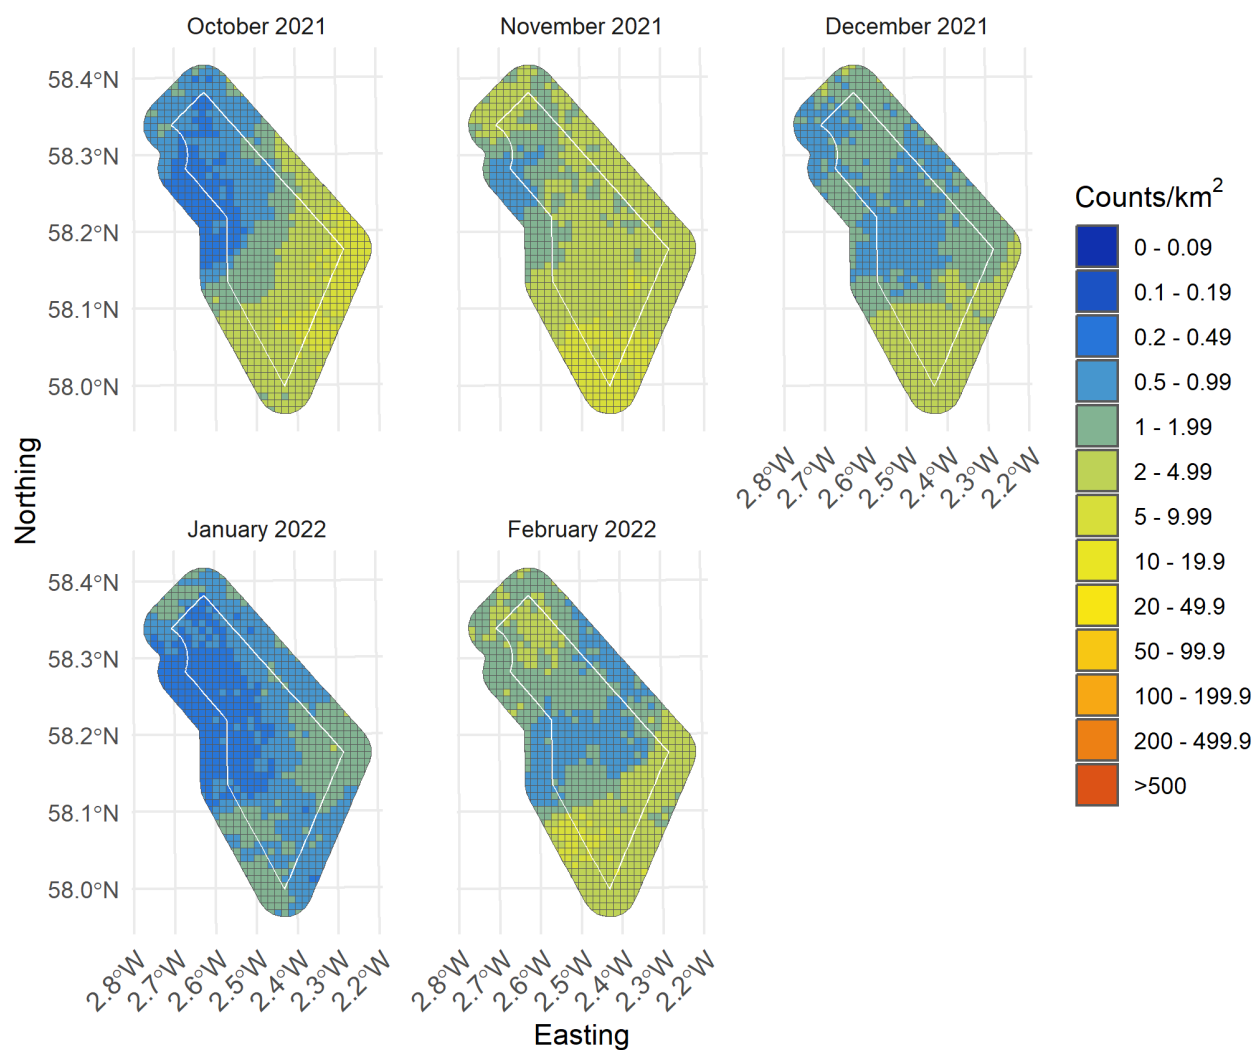 October 2021
November 2021
December 2021
58.4°N
58.3°N
58.2°N
58.1°N
58.0°N
2.8°W
2.7°W
2.6°W
2.5°W
2.4°W
2.3°W
2.2°W
Northing
January 2022
February 2022
58.4°N
58.3°N
58.2°N
58.1°N
58.0°N
2.8°W
2.7°W
2.6°W
2.5°W
2.4°W
2.3°W
2.2°W
2.8°W
2.7°W
2.6°W
2.5°W
2.4°W
2.3°W
2.2°W
Easting
Counts/km²
0 - 0.09
0.1 - 0.19
0.2 - 0.49
0.5 - 0.99
1 - 1.99
2 - 4.99
5 - 9.99
10 - 19.9
20 - 49.9
50 - 99.9
100 - 199.9
200 - 499.9
>500